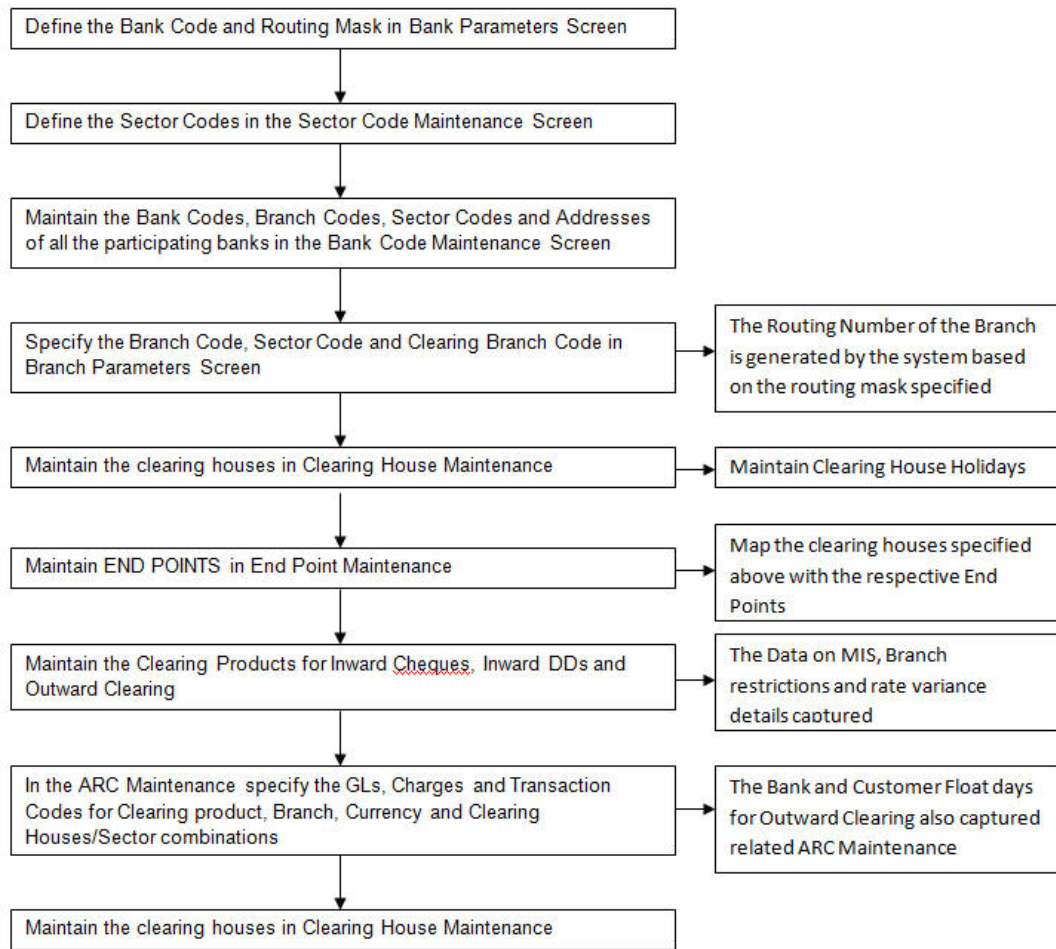 Define the Bank Code and Routing Mask in Bank Parameters Screen
Define the Sector Codes in the Sector Code Maintenance Screen
Maintain the Bank Codes, Branch Codes, Sector Codes and Addresses
of all the participating banks in the Bank Code Maintenance Screen
Specify the Branch Code, Sector Code and Clearing Branch Code in
Branch Parameters Screen
The Routing Number of the Branch
is generated by the system based
on the routing mask specified
Maintain the clearing houses in Clearing House Maintenance
Maintain Clearing House Holidays
Maintain END POINTS in End Point Maintenance
Map the clearing houses specified
above with the respective End
Points
Maintain the Clearing Products for Inward Cheques, Inward DDs and
Outward Clearing
The Data on MIS, Branch
restrictions and rate variance
details captured
In the ARC Maintenance specify the GLs, Charges and Transaction
Codes for Clearing product, Branch, Currency and Clearing
Houses/Sector combinations
The Bank and Customer Float days
for Outward Clearing also captured
related ARC Maintenance
Maintain the clearing houses in Clearing House Maintenance